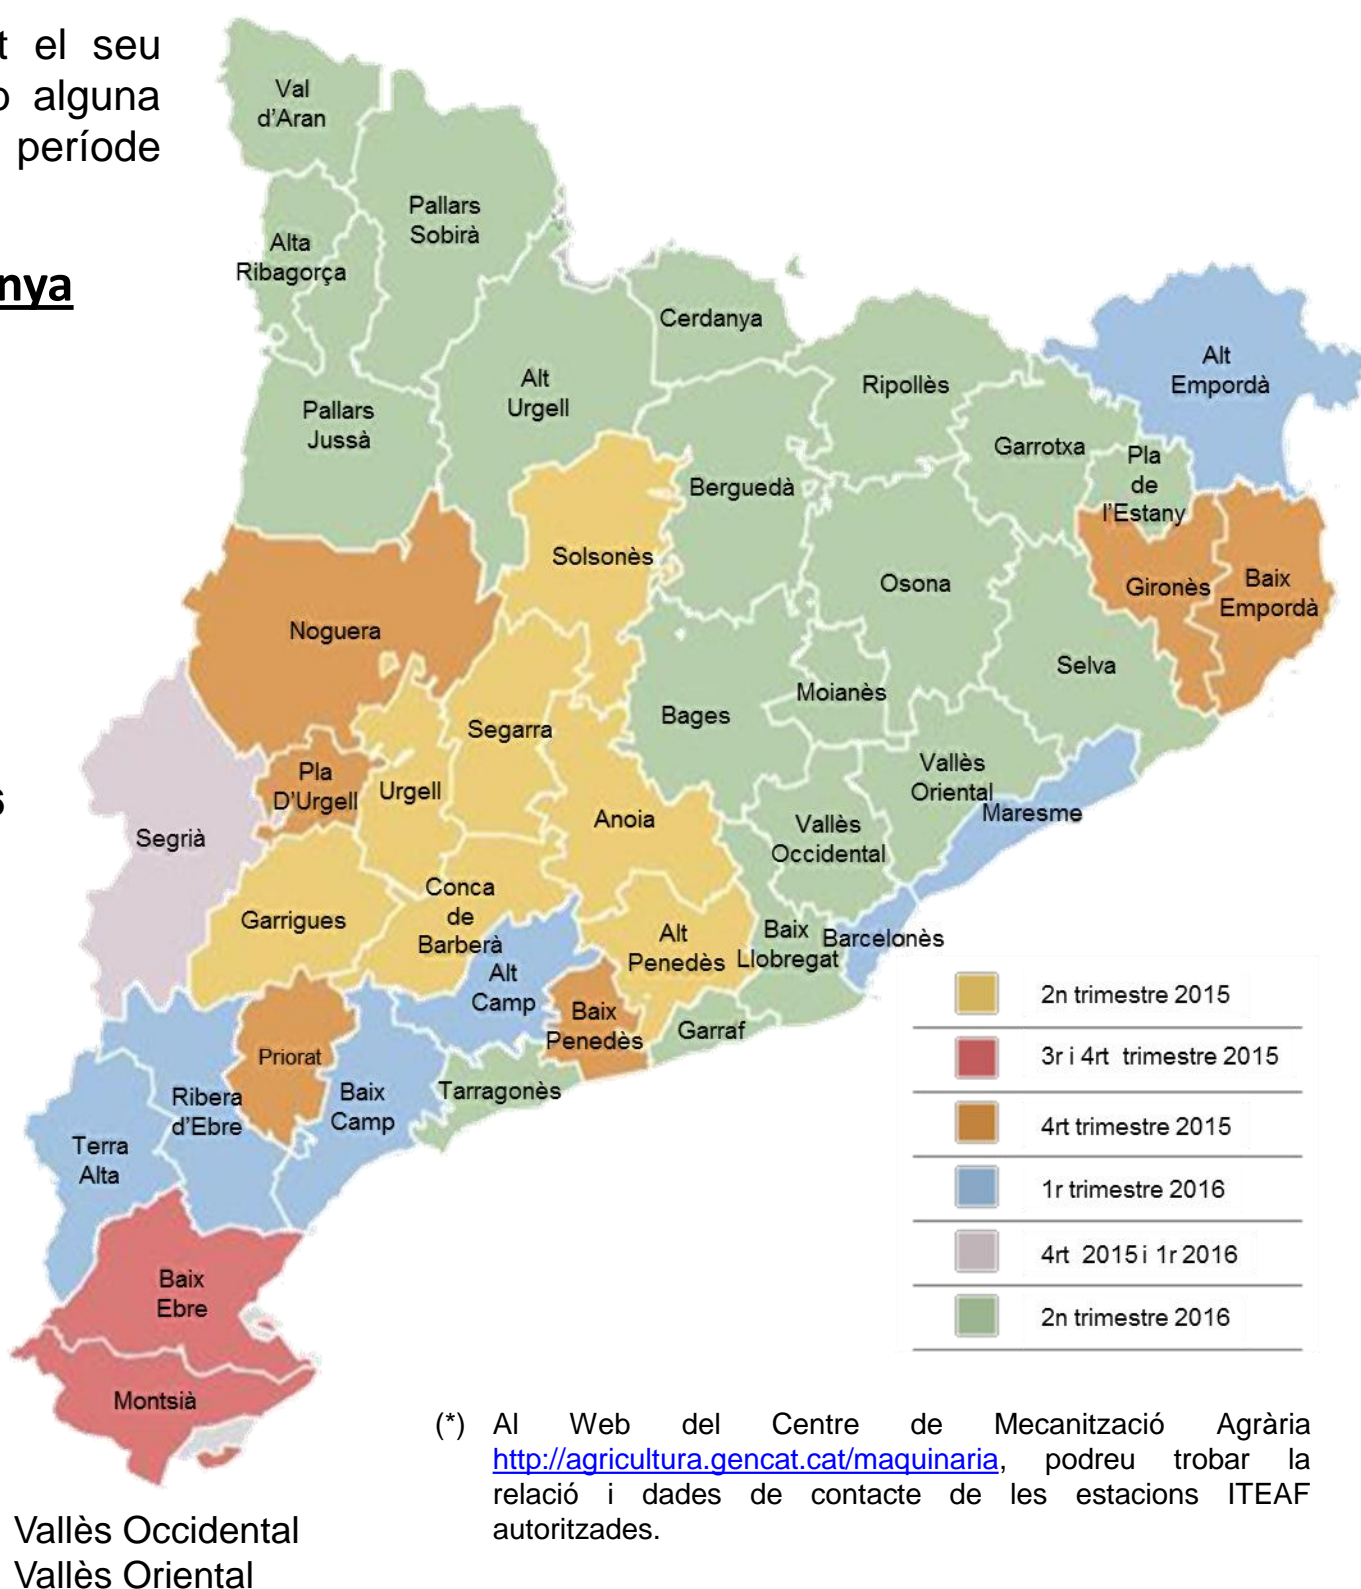 t el seu
o alguna
període
nya
s
Val
d'Aran
Pallars
Sobirà
Alta
Ribagorça
Cerdanya
Alt
Urgell
Pallars
Jussà
Ripollès
Alt
Empordà
Garrotxa
Pla
de
l'Estany
Berguedà
Solsonès
Osona
Gironès
Baix
Empordà
Noguera
Selva
Moianès
Bages
Segarra
Pla
D'Urgell
Urgell
Anoia
Vallès
Oriental
Maresme
Vallès
Occidental
Segrià
Garrigues
Conca
de
Barberà
Alt
Penedès
Baix
Llobregat
Barcelonès
Alt
Camp
Baix
Penedès
Garraf
Priorat
Tarragonès
Baix
Camp
Ribera
d'Ebre
Terra
Alta
Baix
Ebre
Montsià
2n trimestre 2015
3r i 4rt trimestre 2015
4rt trimestre 2015
1r trimestre 2016
4rt 2015 i 1r 2016
2n trimestre 2016
(*) Al Web del Centre de Mecanització Agrària
http://agricultura.gencat.cat/maquinaria, podreu trobar la
relació i dades de contacte de les estacions ITEAF
autoritzades.
Vallès Occidental
Vallès Oriental